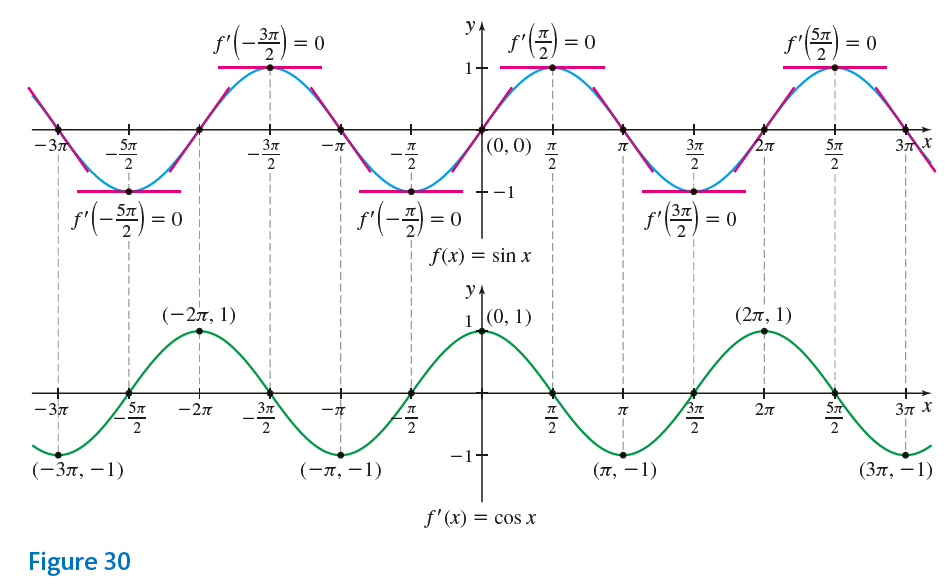 y
f'(-3π/2) = 0 f'(π/2) = 0 f'(5π/2) = 0
1
-3π -5π/2 -3π/2 -π -π/2 (0, 0) π/2 π 3π/2 2π 5π/2 3π x
-1
f'(-5π/2) = 0 f'(-π/2) = 0 f'(3π/2) = 0
f(x) = sin x
y
(-2π, 1) 1 (0, 1) (2π, 1)
-3π -5π/2 -2π -3π/2 -π -π/2 π/2 π 3π/2 2π 5π/2 3π x
-1
(-3π, -1) (-π, -1) (π, -1) (3π, -1)
f'(x) = cos x
Figure 30